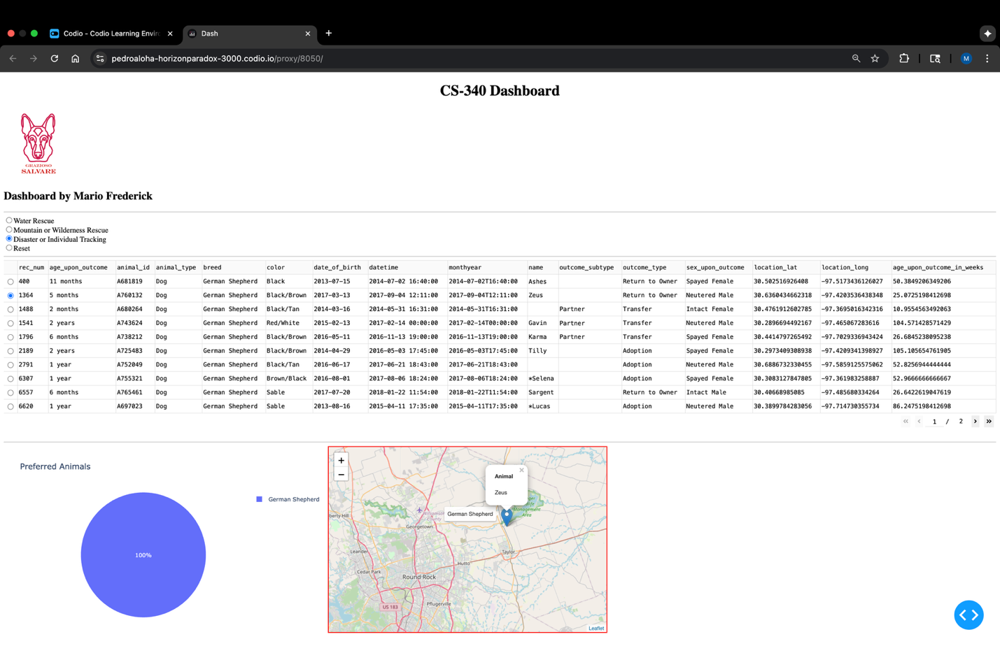 Codio - Codio Learning Enviro
Dash
pedroaloha-horizonparadox-3000.codio.io/proxy/8050/
M
CS-340 Dashboard
GRAZIOSO
SALVARE
Dashboard by Mario Frederick
Water Rescue
Mountain or Wilderness Rescue
Disaster or Individual Tracking
Reset
rec_num age_upon_outcome animal_id animal_type breed color date_of_birth datetime monthyear name outcome_subtype outcome_type sex_upon_outcome location_lat location_long age_upon_outcome_in_weeks
400 11 months A681819 Dog German Shepherd Black 2013-07-15 2014-07-02 16:40:00 2014-07-02T16:40:00 Ashes Return to Owner Spayed Female 30.502516926408 -97.5173436126027 50.3849206349206
1364 5 months A760132 Dog German Shepherd Black/Brown 2017-03-13 2017-09-04 12:11:00 2017-09-04T12:11:00 Zeus Return to Owner Neutered Male 30.6360434662318 -97.4203536438348 25.0725198412698
1488 2 months A680264 Dog German Shepherd Black/Tan 2014-03-16 2014-05-31 16:31:00 2014-05-31T16:31:00 Partner Transfer Intact Female 30.4761912602785 -97.3695016342316 10.9554563492063
1541 2 years A743624 Dog German Shepherd Red/White 2015-02-13 2017-02-14 00:00:00 2017-02-14T00:00:00 Gavin Partner Transfer Neutered Male 30.2896694492167 -97.465067283616 104.571428571429
1796 6 months A738212 Dog German Shepherd Black/Brown 2016-05-11 2016-11-13 19:00:00 2016-11-13T19:00:00 Karma Partner Transfer Spayed Female 30.4414797265492 -97.7029336943424 26.6845238095238
2189 2 years A725483 Dog German Shepherd Black/Brown 2014-04-29 2016-05-03 17:45:00 2016-05-03T17:45:00 Tilly Adoption Spayed Female 30.2973409308938 -97.4209341398927 105.105654761905
2791 1 year A752049 Dog German Shepherd Black/Tan 2016-06-17 2017-06-21 18:43:00 2017-06-21T18:43:00 Adoption Neutered Male 30.6886732330455 -97.5859125575062 52.8256944444444
6307 1 year A755321 Dog German Shepherd Brown/Black 2016-08-01 2017-08-06 18:24:00 2017-08-06T18:24:00 *Selena Adoption Spayed Female 30.3083127847805 -97.361983258887 52.9666666666667
6557 6 months A765461 Dog German Shepherd Sable 2017-07-20 2018-01-22 11:54:00 2018-01-22T11:54:00 Sargent Return to Owner Intact Male 30.40668985085 -97.485680334264 26.6422619047619
6620 1 year A697023 Dog German Shepherd Sable 2013-08-16 2015-04-11 17:35:00 2015-04-11T17:35:00 *Lucas Adoption Neutered Male 30.3899784283056 -97.714730355734 86.2475198412698
« ‹ 1 / 2 › »
Preferred Animals
German Shepherd
100%
+
−
Animal
Zeus
German Shepherd
Management
Area
berty Hill
Williamson
County
Georgetown
Leander
Taylor
Hutto
Cedar Park
Round Rock
Pflugerville
US 183
Leaflet